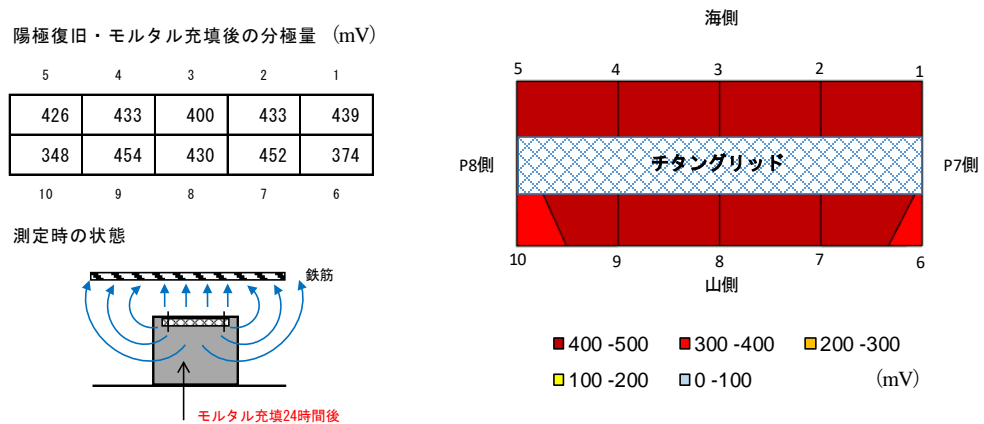 陽極復旧・モルタル充填後の分極量 (mV)
5 4 3 2 1
426 433 400 433 439
348 454 430 452 374
10 9 8 7 6
測定時の状態
鉄筋
モルタル充填24時間後
海側
5 4 3 2 1
P8側
チタングリッド
P7側
10 9 8 7 6
山側
400 -500 300 -400 200 -300
100 -200 0 -100 (mV)